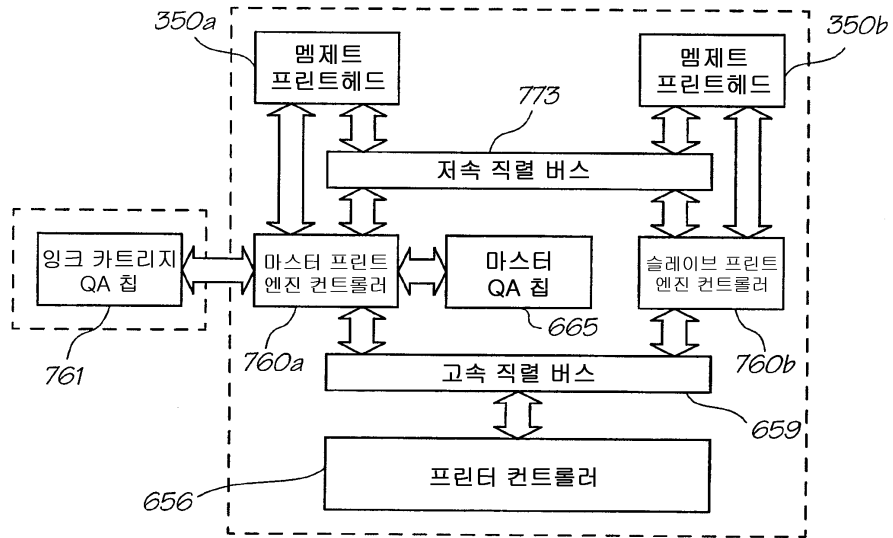 350a
멤제트
프린트헤드
350b
멤제트
프린트헤드
773
저속 직렬 버스
잉크 카트리지
QA 칩
761
마스터 프린트
엔진 컨트롤러
760a
마스터
QA 칩
665
슬레이브 프린트
엔진 컨트롤러
760b
고속 직렬 버스
659
프린터 컨트롤러
656